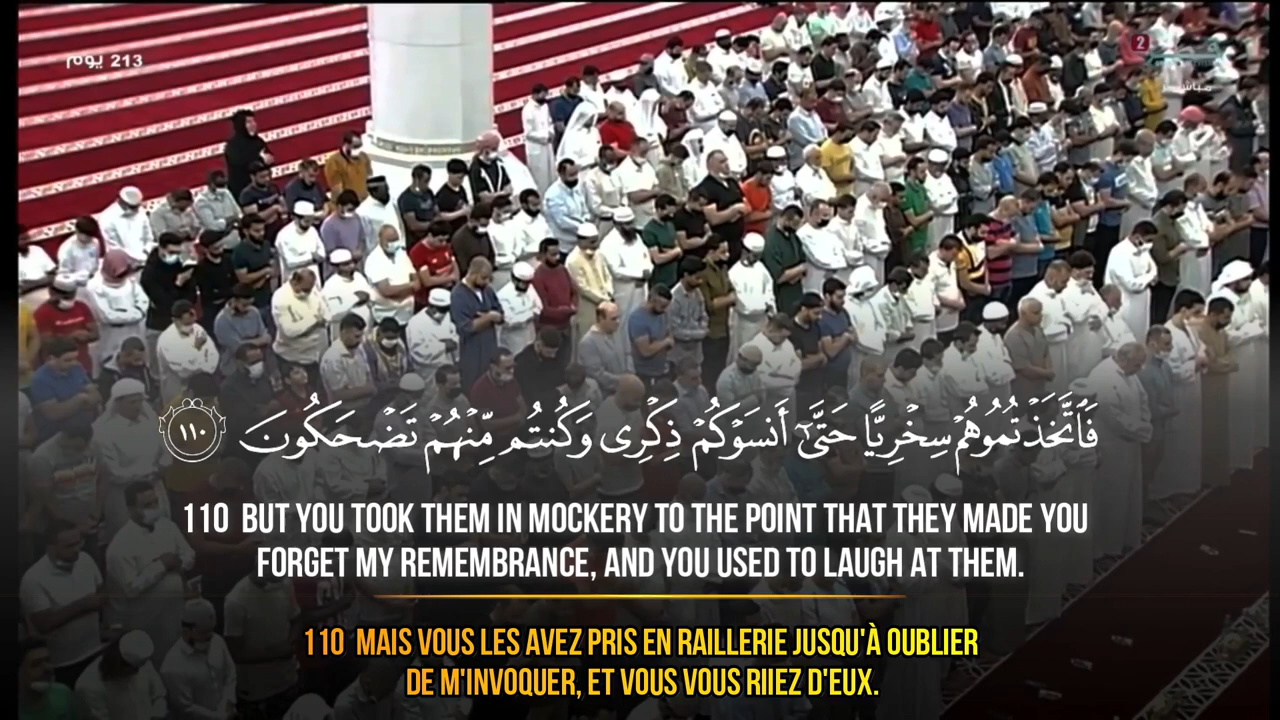 213 يوم
2
مباشر
فَٱتَّخَذْتُمُوهُمْ سِخْرِيًّا حَتَّىٰٓ أَنسَوْكُمْ ذِكْرِى وَكُنتُم مِّنْهُمْ تَضْحَكُونَ ١١٠
110 BUT YOU TOOK THEM IN MOCKERY TO THE POINT THAT THEY MADE YOU
FORGET MY REMEMBRANCE, AND YOU USED TO LAUGH AT THEM.
110 MAIS VOUS LES AVEZ PRIS EN RAILLERIE JUSQU'À OUBLIER
DE M'INVOQUER, ET VOUS VOUS RIIEZ D'EUX.